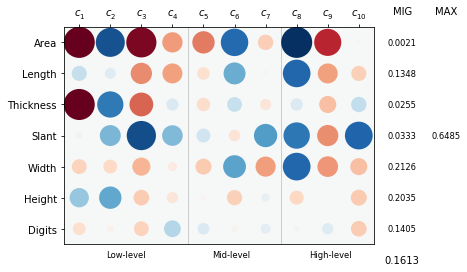 c1 c2 c3 c4 c5 c6 c7 c8 c9 c10 MIG MAX
Area 0.0021
Length 0.1348
Thickness 0.0255
Slant 0.0333 0.6485
Width 0.2126
Height 0.2035
Digits 0.1405
Low-level Mid-level High-level
0.1613